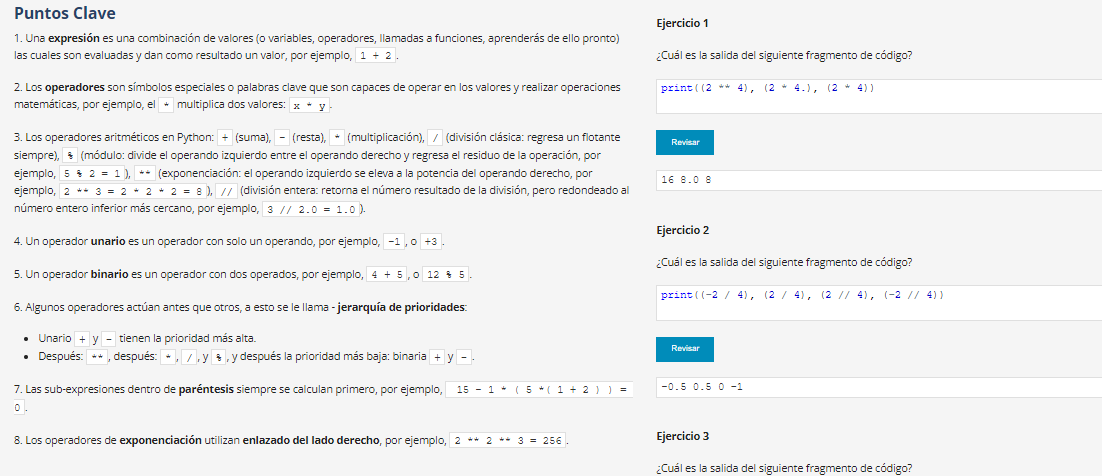 Puntos Clave
1. Una expresión es una combinación de valores (o variables, operadores, llamadas a funciones, aprenderás de ello pronto)
las cuales son evaluadas y dan como resultado un valor, por ejemplo, 1 + 2 .
2. Los operadores son símbolos especiales o palabras clave que son capaces de operar en los valores y realizar operaciones
matemáticas, por ejemplo, el * multiplica dos valores: x * y .
3. Los operadores aritméticos en Python: + (suma), - (resta), * (multiplicación), / (división clásica: regresa un flotante
siempre), % (módulo: divide el operando izquierdo entre el operando derecho y regresa el residuo de la operación, por
ejemplo, 5 % 2 = 1 ), ** (exponenciación: el operando izquierdo se eleva a la potencia del operando derecho, por
ejemplo, 2 ** 3 = 2 * 2 * 2 = 8 ), // (división entera: retorna el número resultado de la división, pero redondeado al
número entero inferior más cercano, por ejemplo, 3 // 2.0 = 1.0 ).
4. Un operador unario es un operador con solo un operando, por ejemplo, -1 , o +3 .
5. Un operador binario es un operador con dos operados, por ejemplo, 4 + 5 , o 12 % 5 .
6. Algunos operadores actúan antes que otros, a esto se le llama - jerarquía de prioridades:
• Unario + y - tienen la prioridad más alta.
• Después: ** , después: * , / , y % , y después la prioridad más baja: binaria + y - .
7. Las sub-expresiones dentro de paréntesis siempre se calculan primero, por ejemplo, 15 - 1 * ( 5 *( 1 + 2 ) ) =
0 .
8. Los operadores de exponenciación utilizan enlazado del lado derecho, por ejemplo, 2 ** 2 ** 3 = 256 .
Ejercicio 1
¿Cuál es la salida del siguiente fragmento de código?
print((2 ** 4), (2 * 4.), (2 * 4))
Revisar
16 8.0 8
Ejercicio 2
¿Cuál es la salida del siguiente fragmento de código?
print((-2 / 4), (2 / 4), (2 // 4), (-2 // 4))
Revisar
-0.5 0.5 0 -1
Ejercicio 3
¿Cuál es la salida del siguiente fragmento de código?